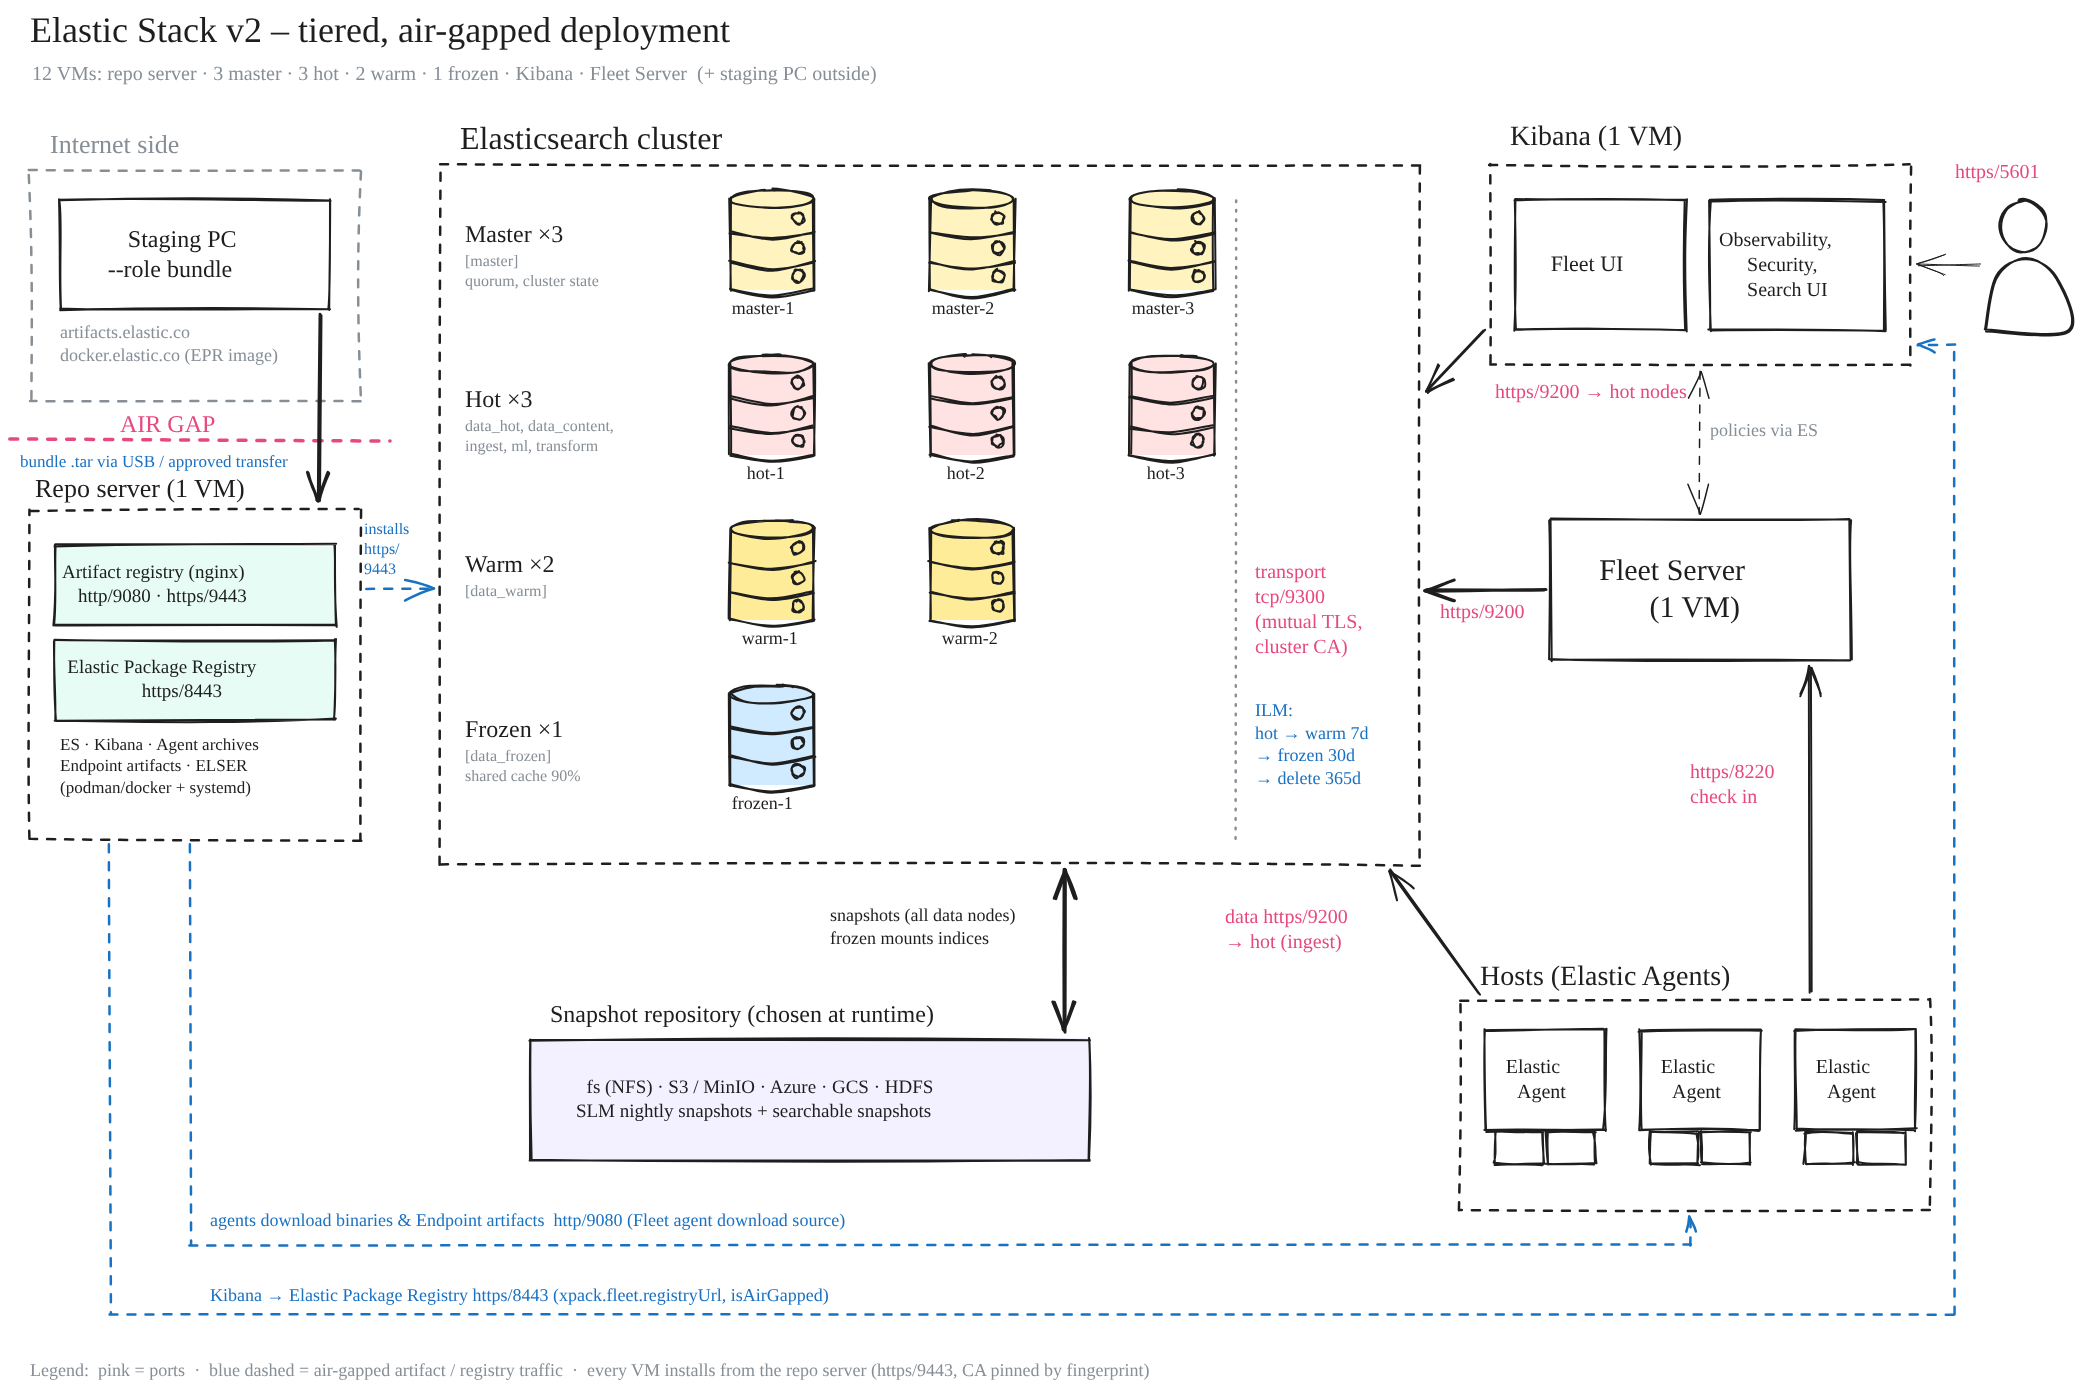 Elastic Stack v2 – tiered, air-gapped deployment
12 VMs: repo server · 3 master · 3 hot · 2 warm · 1 frozen · Kibana · Fleet Server  (+ staging PC outside)
Internet side
Staging PC
--role bundle
artifacts.elastic.co
docker.elastic.co (EPR image)
AIR GAP
bundle .tar via USB / approved transfer
Repo server (1 VM)
Artifact registry (nginx)
http/9080 · https/9443
Elastic Package Registry
https/8443
ES · Kibana · Agent archives
Endpoint artifacts · ELSER
(podman/docker + systemd)
installs
https/
9443
Elasticsearch cluster
Master ×3
[master]
quorum, cluster state
master-1
master-2
master-3
Hot ×3
data_hot, data_content,
ingest, ml, transform
hot-1
hot-2
hot-3
Warm ×2
[data_warm]
warm-1
warm-2
Frozen ×1
[data_frozen]
shared cache 90%
frozen-1
transport
tcp/9300
(mutual TLS,
cluster CA)
ILM:
hot → warm 7d
→ frozen 30d
→ delete 365d
Kibana (1 VM)
Fleet UI
Observability,
Security,
Search UI
https/5601
https/9200 → hot nodes
policies via ES
Fleet Server
(1 VM)
https/9200
https/8220
check in
snapshots (all data nodes)
frozen mounts indices
data https/9200
→ hot (ingest)
Snapshot repository (chosen at runtime)
fs (NFS) · S3 / MinIO · Azure · GCS · HDFS
SLM nightly snapshots + searchable snapshots
Hosts (Elastic Agents)
Elastic
Agent
Elastic
Agent
Elastic
Agent
agents download binaries & Endpoint artifacts  http/9080 (Fleet agent download source)
Kibana → Elastic Package Registry https/8443 (xpack.fleet.registryUrl, isAirGapped)
Legend:  pink = ports  ·  blue dashed = air-gapped artifact / registry traffic  ·  every VM installs from the repo server (https/9443, CA pinned by fingerprint)